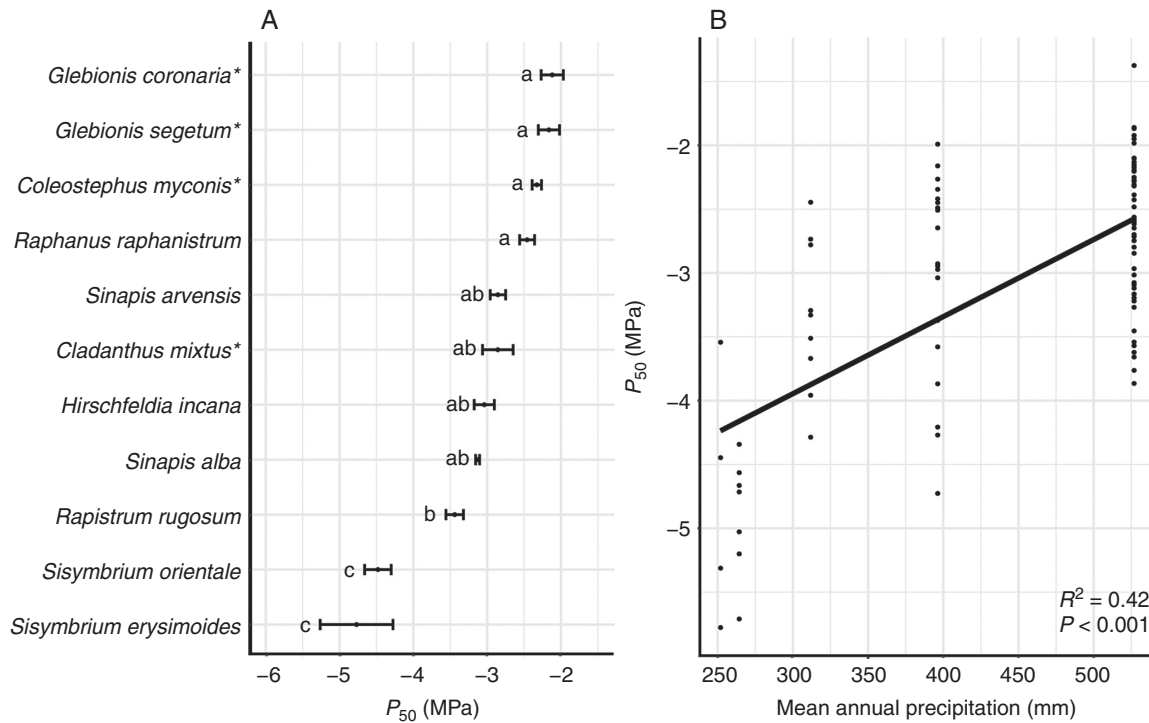 A
Glebionis coronaria*
a
Glebionis segetum*
a
Coleostephus myconis*
a
Raphanus raphanistrum
a
Sinapis arvensis
ab
Cladanthus mixtus*
ab
Hirschfeldia incana
ab
Sinapis alba
ab
Rapistrum rugosum
b
Sisymbrium orientale
c
Sisymbrium erysimoides
c
−6 −5 −4 −3 −2
P50 (MPa)
B
−2
−3
−4
−5
P50 (MPa)
R2 = 0.42
P < 0.001
250 300 350 400 450 500
Mean annual precipitation (mm)